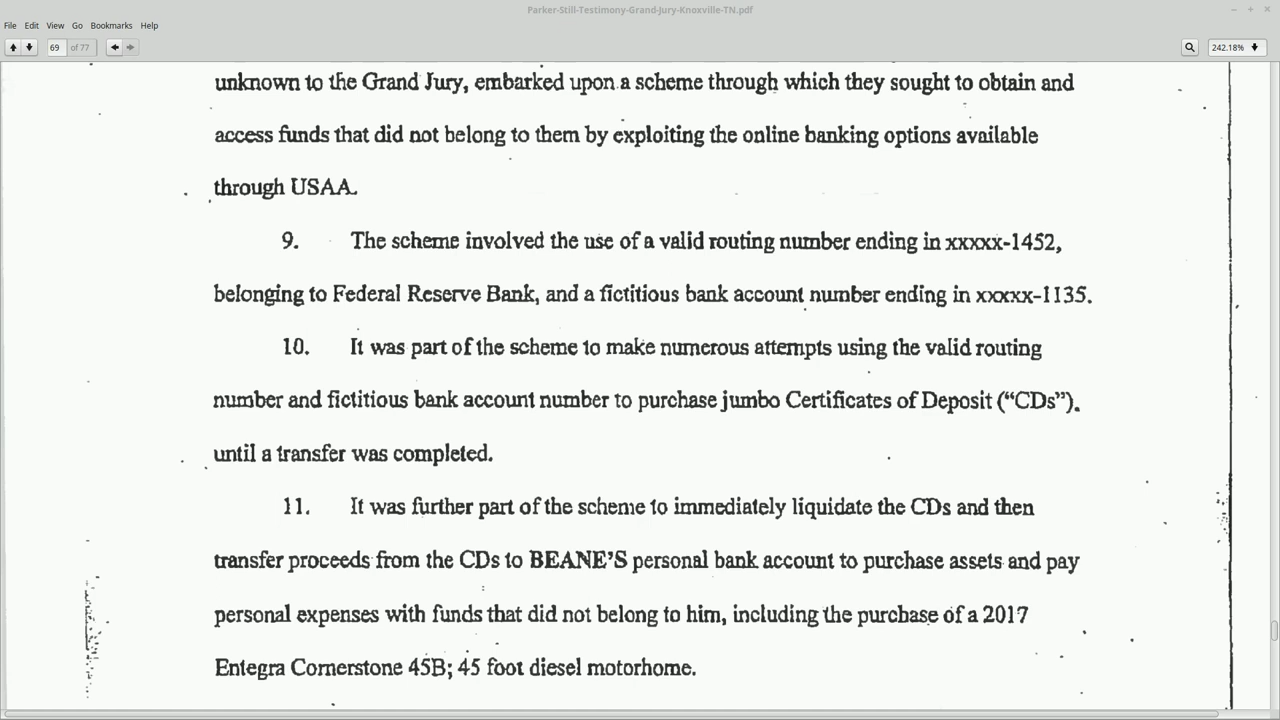 Parker-Still-Testimony-Grand-Jury-Knoxville-TN.pdf
File Edit View Go Bookmarks Help
69 of 77
242.18%
unknown to the Grand Jury, embarked upon a scheme through which they sought to obtain and
access funds that did not belong to them by exploiting the online banking options available
through USAA.
9. The scheme involved the use of a valid routing number ending in xxxxx-1452,
belonging to Federal Reserve Bank, and a fictitious bank account number ending in xxxxx-1135.
10. It was part of the scheme to make numerous attempts using the valid routing
number and fictitious bank account number to purchase jumbo Certificates of Deposit (“CDs”).
until a transfer was completed.
11. It was further part of the scheme to immediately liquidate the CDs and then
transfer proceeds from the CDs to BEANE’S personal bank account to purchase assets and pay
personal expenses with funds that did not belong to him, including the purchase of a 2017
Entegra Cornerstone 45B; 45 foot diesel motorhome.